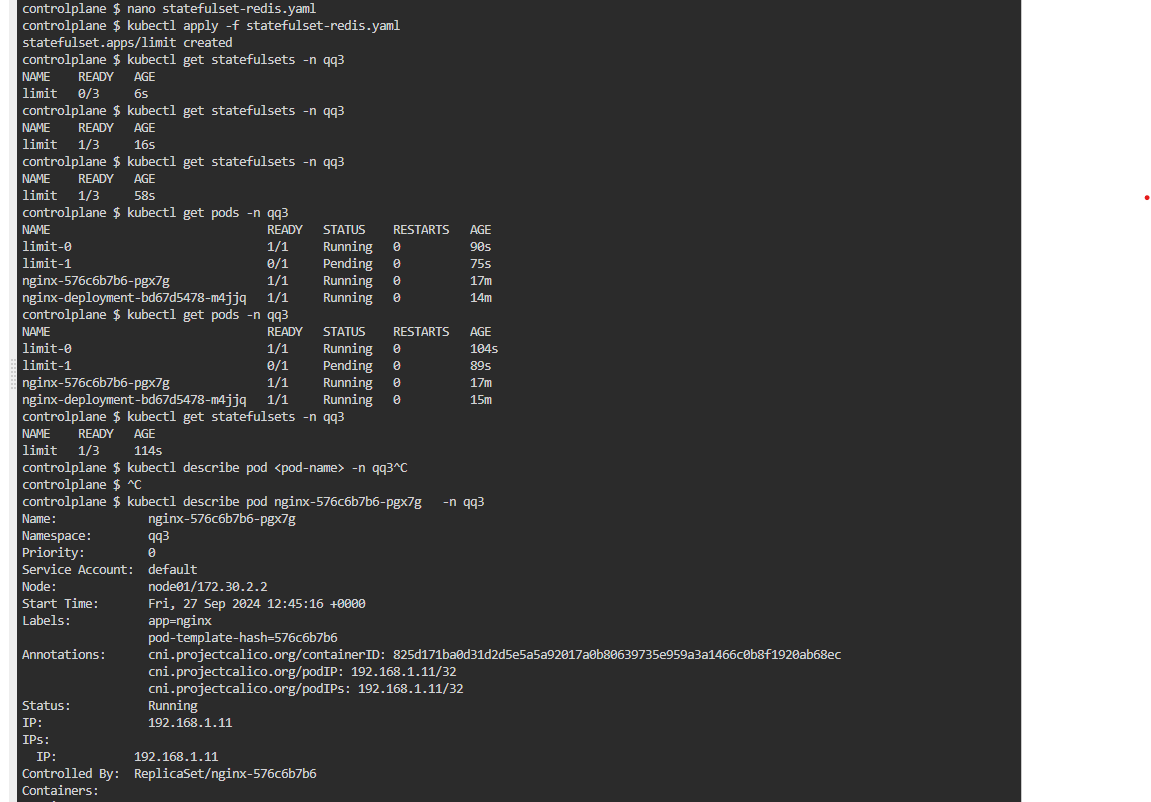 controlplane $ nano statefulset-redis.yaml
controlplane $ kubectl apply -f statefulset-redis.yaml
statefulset.apps/limit created
controlplane $ kubectl get statefulsets -n qq3
NAME    READY   AGE
limit   0/3     6s
controlplane $ kubectl get statefulsets -n qq3
NAME    READY   AGE
limit   1/3     16s
controlplane $ kubectl get statefulsets -n qq3
NAME    READY   AGE
limit   1/3     58s
controlplane $ kubectl get pods -n qq3
NAME                               READY   STATUS    RESTARTS   AGE
limit-0                            1/1     Running   0          90s
limit-1                            0/1     Pending   0          75s
nginx-576c6b7b6-pgx7g              1/1     Running   0          17m
nginx-deployment-bd67d5478-m4jjq   1/1     Running   0          14m
controlplane $ kubectl get pods -n qq3
NAME                               READY   STATUS    RESTARTS   AGE
limit-0                            1/1     Running   0          104s
limit-1                            0/1     Pending   0          89s
nginx-576c6b7b6-pgx7g              1/1     Running   0          17m
nginx-deployment-bd67d5478-m4jjq   1/1     Running   0          15m
controlplane $ kubectl get statefulsets -n qq3
NAME    READY   AGE
limit   1/3     114s
controlplane $ kubectl describe pod <pod-name> -n qq3^C
controlplane $ ^C
controlplane $ kubectl describe pod nginx-576c6b7b6-pgx7g   -n qq3
Name:             nginx-576c6b7b6-pgx7g
Namespace:        qq3
Priority:         0
Service Account:  default
Node:             node01/172.30.2.2
Start Time:       Fri, 27 Sep 2024 12:45:16 +0000
Labels:           app=nginx
                  pod-template-hash=576c6b7b6
Annotations:      cni.projectcalico.org/containerID: 825d171ba0d31d2d5e5a5a92017a0b80639735e959a3a1466c0b8f1920ab68ec
                  cni.projectcalico.org/podIP: 192.168.1.11/32
                  cni.projectcalico.org/podIPs: 192.168.1.11/32
Status:           Running
IP:               192.168.1.11
IPs:
  IP:           192.168.1.11
Controlled By:  ReplicaSet/nginx-576c6b7b6
Containers: